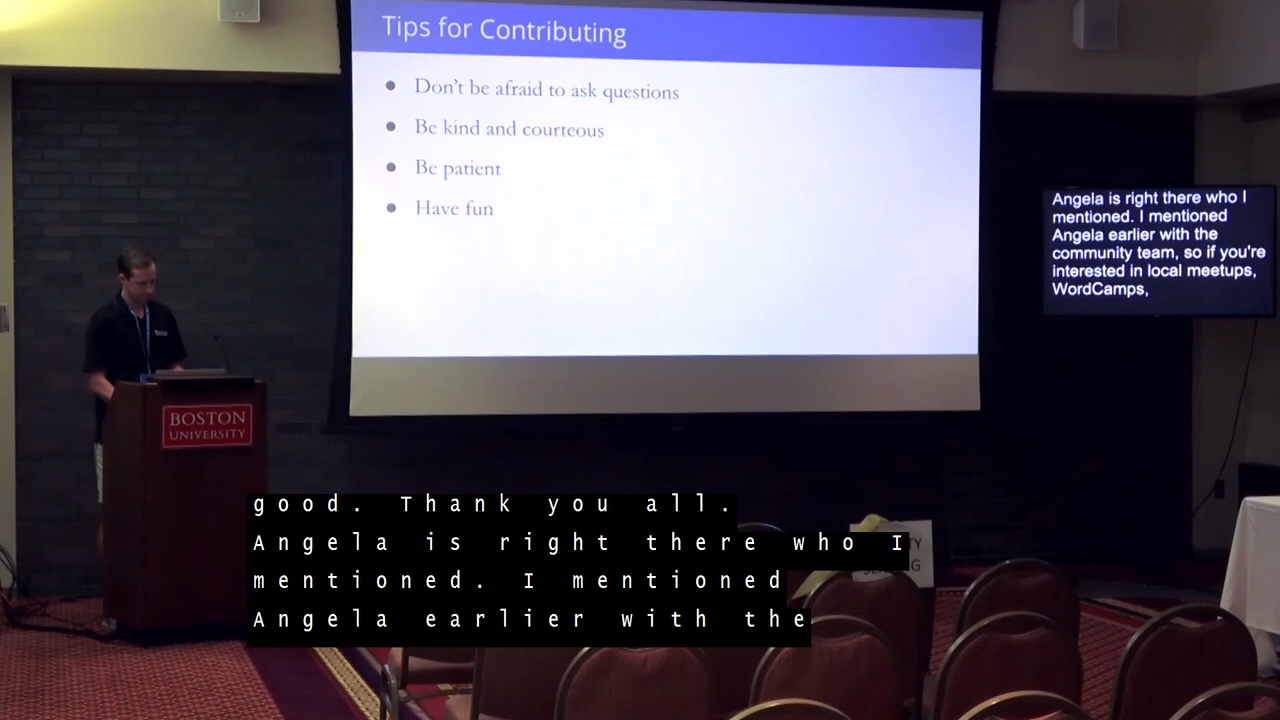 Tips for Contributing
Don't be afraid to ask questions
Be kind and courteous
Be patient
Have fun
Angela is right there who I
mentioned. I mentioned
Angela earlier with the
community team, so if you're
interested in local meetups,
WordCamps,
BOSTON
UNIVERSITY
good. Thank you all.
Angela is right there who I
mentioned. I mentioned
Angela earlier with the